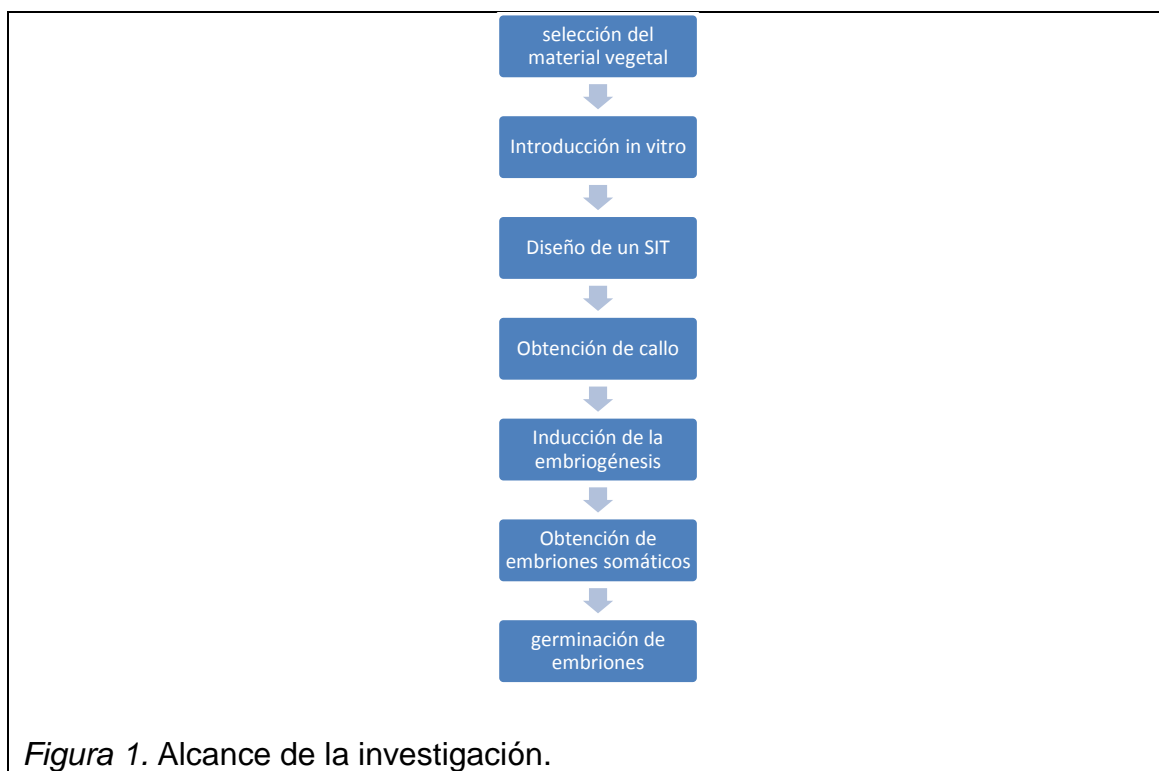 selección del
material vegetal
Introducción in vitro
Diseño de un SIT
Obtención de callo
Inducción de la
embriogénesis
Obtención de
embriones somáticos
germinación de
embriones
Figura 1. Alcance de la investigación.